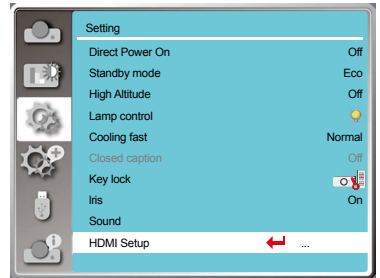 Setting
Direct Power On Off
Standby mode Eco
High Altitude Off
Lamp control
Cooling fast Normal
Closed caption Off
Key lock
Iris On
Sound
HDMI Setup ...